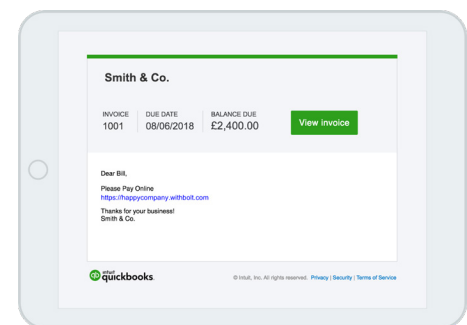 Smith & Co.
INVOICE DUE DATE BALANCE DUE
1001 08/06/2018 £2,400.00 View invoice
Dear Bill,
Please Pay Online
https://happycompany.withbolt.com
Thanks for your business!
Smith & Co.
intuit
quickbooks.
© Intuit, Inc. All rights reserved. Privacy | Security | Terms of Service